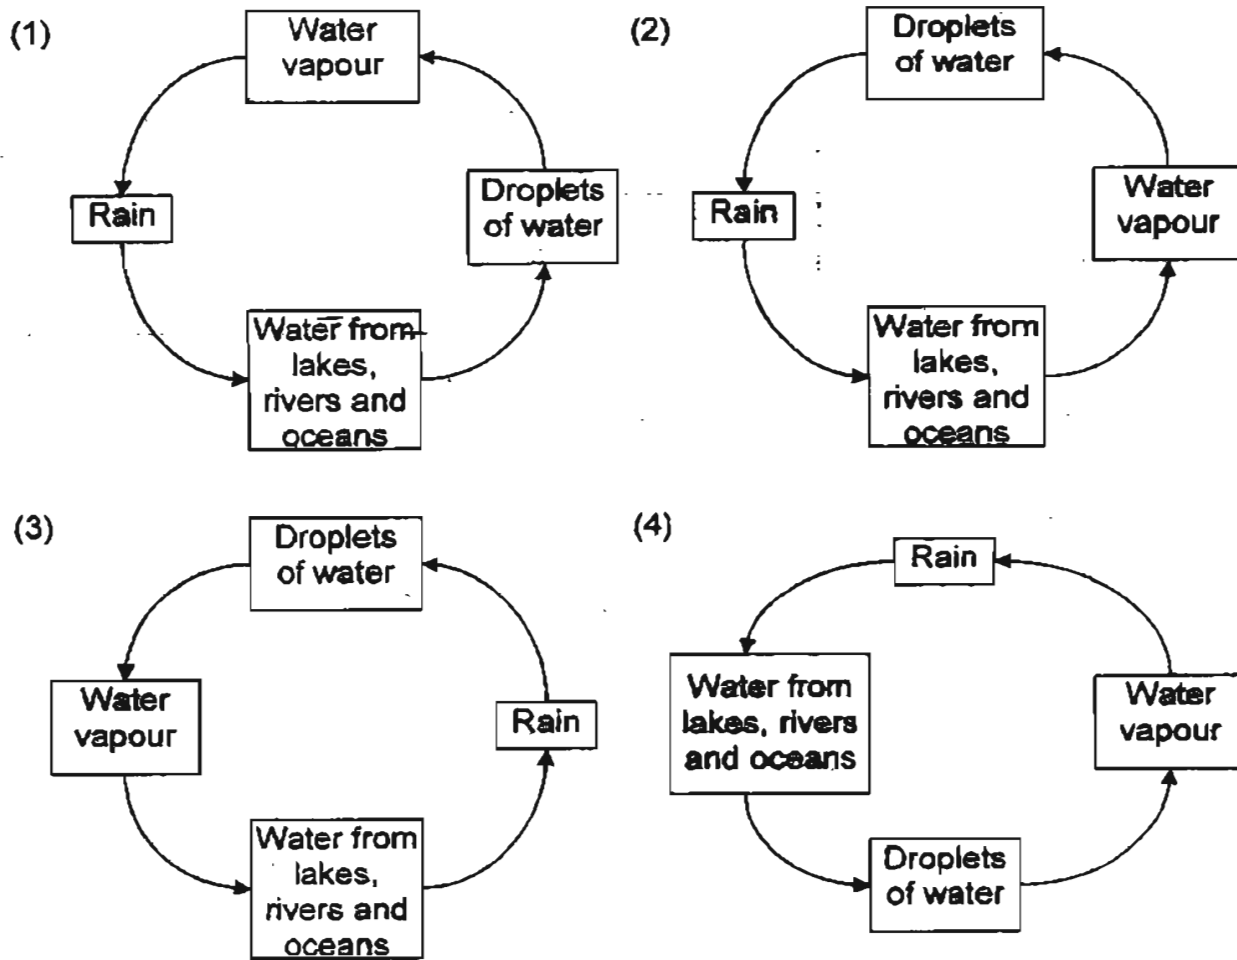 (1)
Water
vapour
Rain
Droplets
of water
Water from
lakes,
rivers and
oceans
(2)
Droplets
of water
Rain
Water
vapour
Water from
lakes,
rivers and
oceans
(3)
Droplets
of water
Water
vapour
Rain
Water from
lakes,
rivers and
oceans
(4)
Rain
Water from
lakes, rivers
and oceans
Water
vapour
Droplets
of water